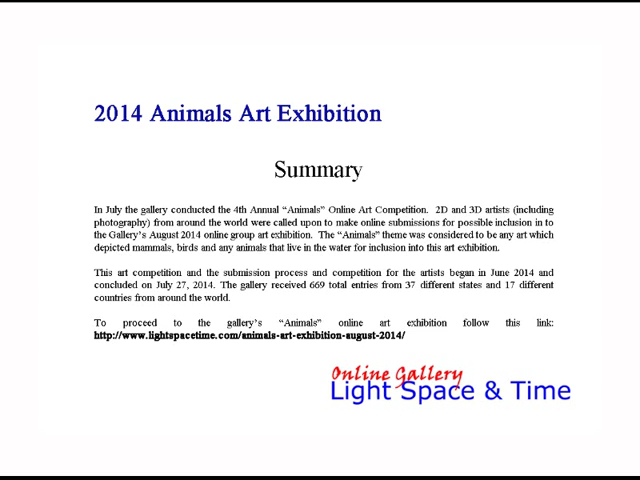 2014 Animals Art Exhibition
Summary
In July the gallery conducted the 4th Annual “Animals” Online Art Competition.  2D and 3D artists (including
photography) from around the world were called upon to make online submissions for possible inclusion in to
the Gallery’s August 2014 online group art exhibition.  The “Animals” theme was considered to be any art which
depicted mammals, birds and any animals that live in the water for inclusion into this art exhibition.
This art competition and the submission process and competition for the artists began in June 2014 and
concluded on July 27, 2014. The gallery received 669 total entries from 37 different states and 17 different
countries from around the world.
To proceed to the gallery’s “Animals” online art exhibition follow this link:
http://www.lightspacetime.com/animals-art-exhibition-august-2014/
Online Gallery
Light Space & Time